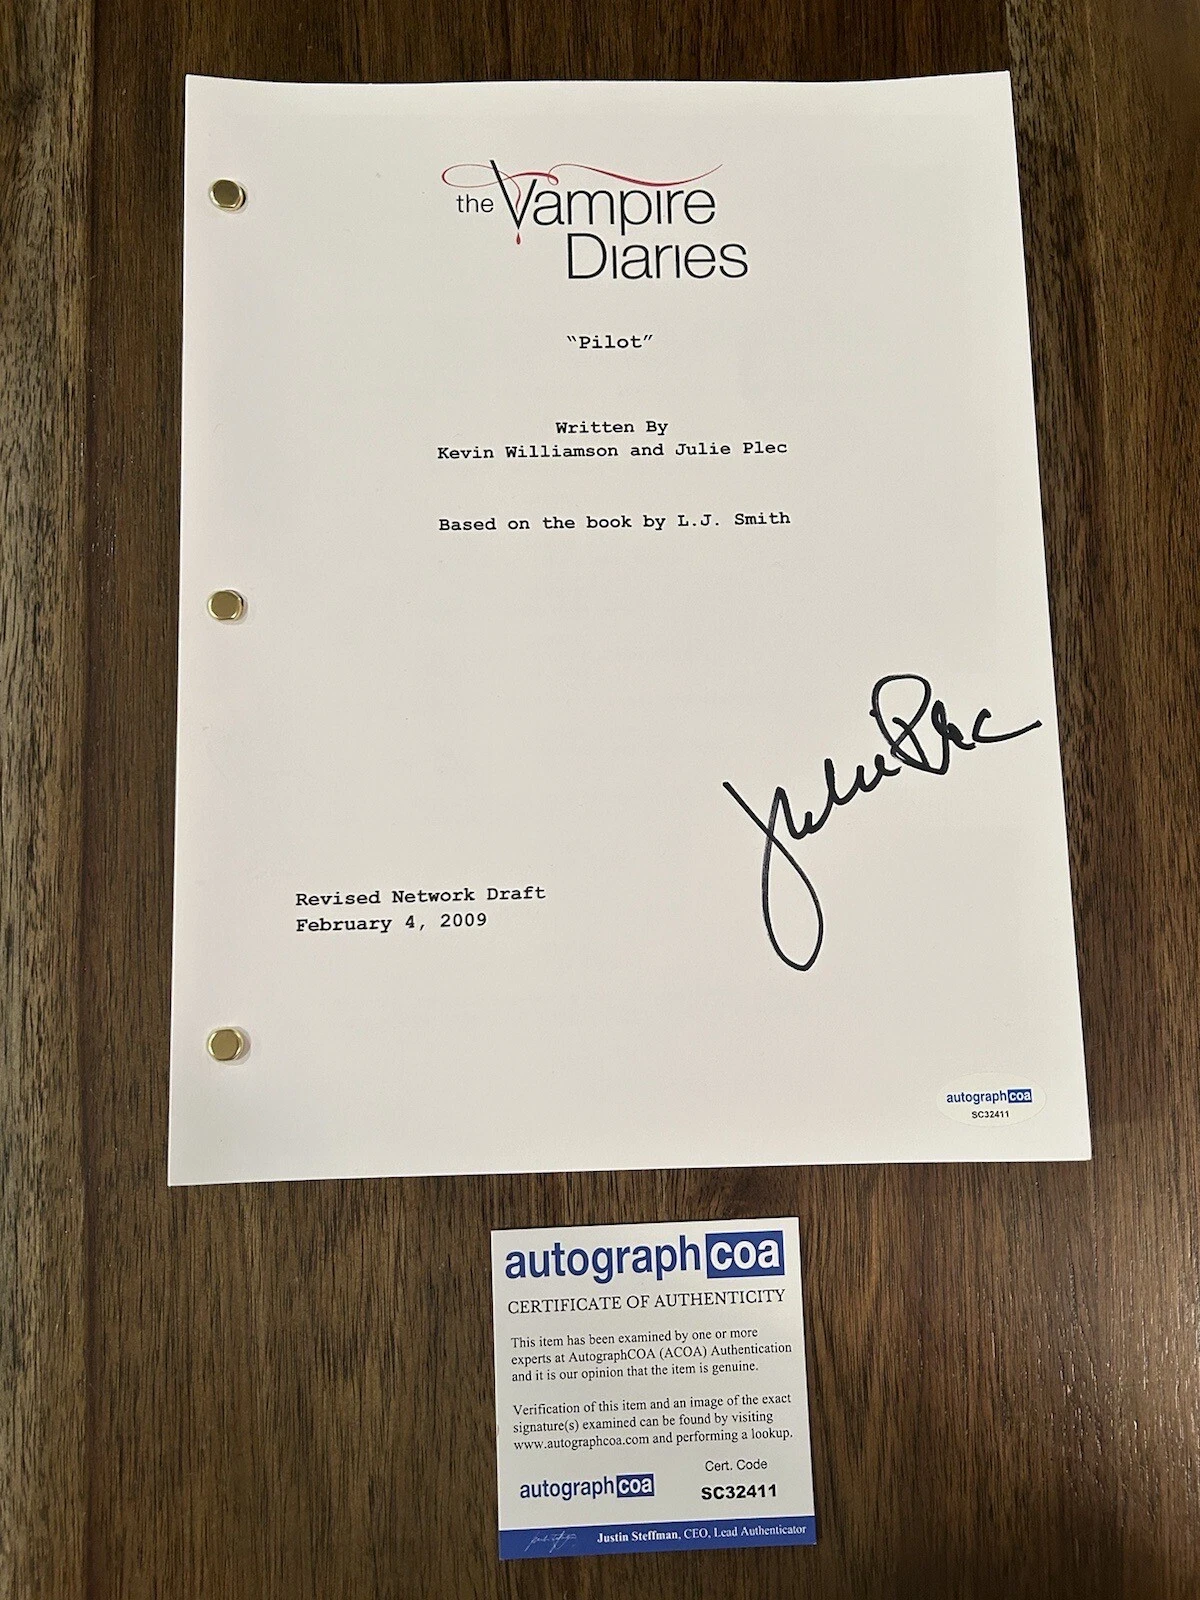 the Vampire
Diaries
"Pilot"
Written By
Kevin Williamson and Julie Plec
Based on the book by L.J. Smith
Julie Plec
Revised Network Draft
February 4, 2009
autographcoa
SC32411
autograph coa
CERTIFICATE OF AUTHENTICITY
This item has been examined by one or more
experts at AutographCOA (ACOA) Authentication
and it is our opinion that the item is genuine.
Verification of this item and an image of the exact
signature(s) examined can be found by visiting
www.autographcoa.com and performing a lookup.
Cert. Code
autographcoa SC32411
Justin Steffman, CEO, Lead Authenticator